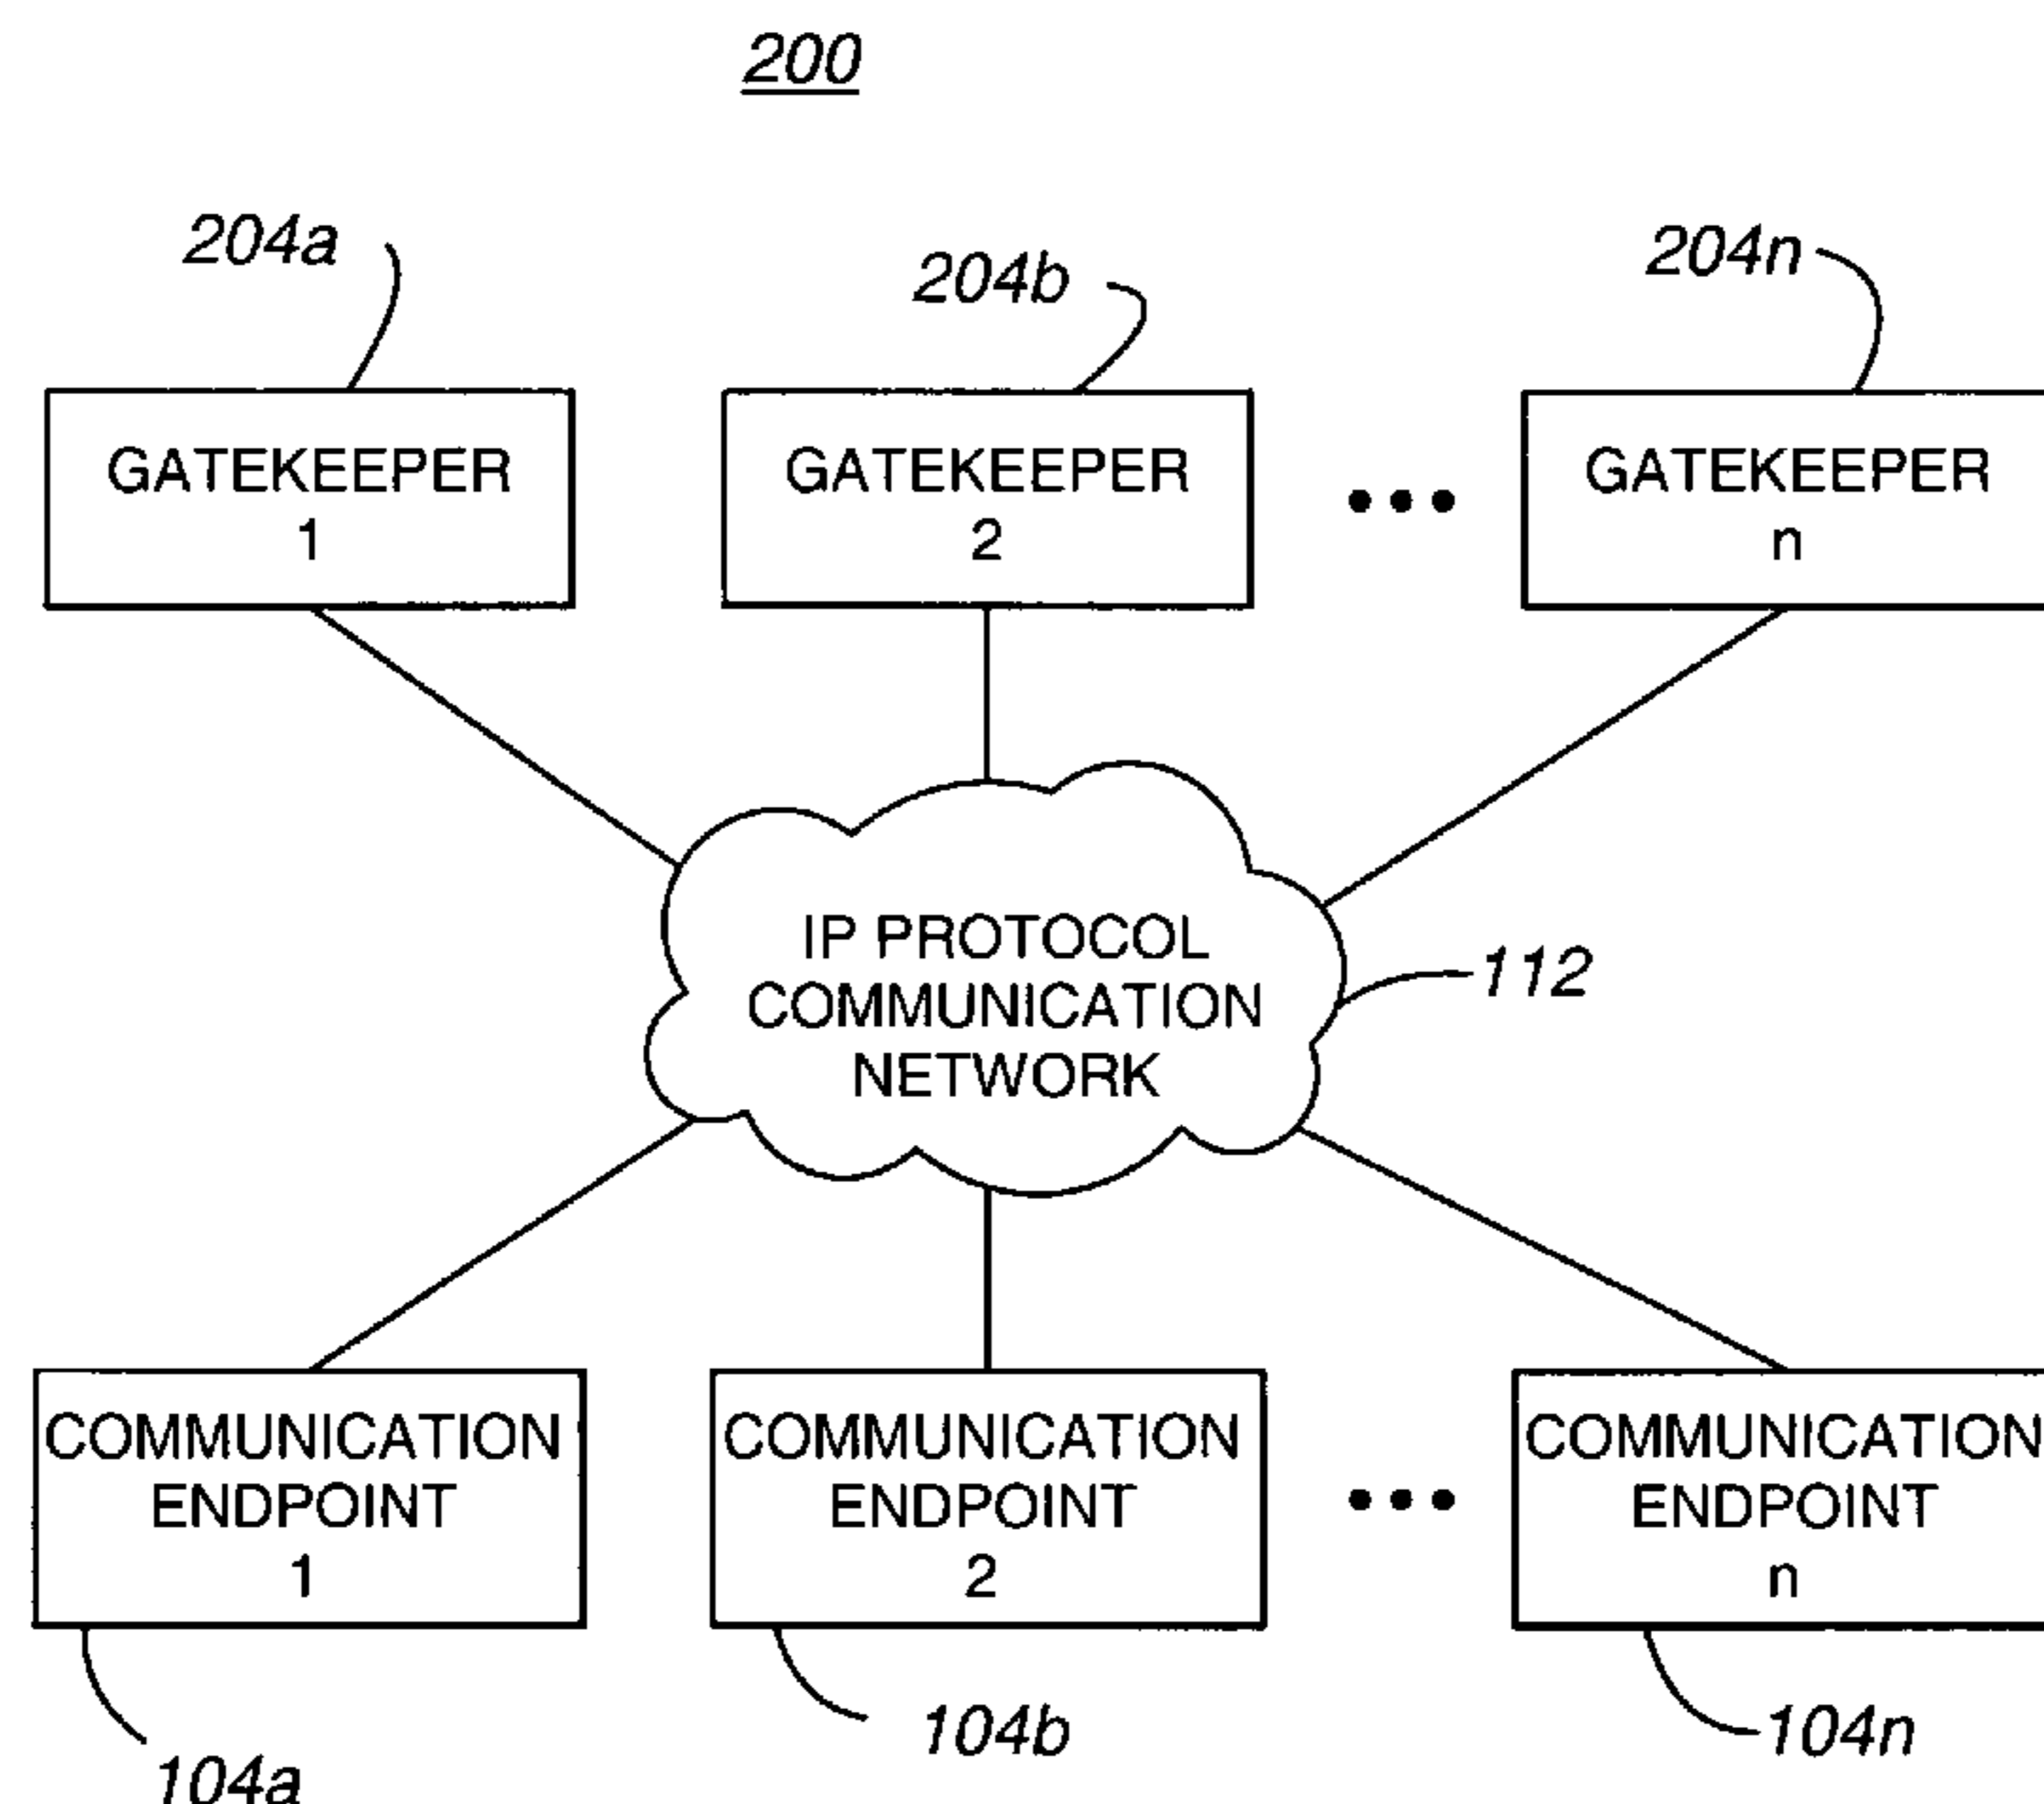 200
204a
204b
204n
GATEKEEPER
1
GATEKEEPER
2
GATEKEEPER
n
IP PROTOCOL
COMMUNICATION
NETWORK
112
COMMUNICATION
ENDPOINT
1
COMMUNICATION
ENDPOINT
2
COMMUNICATION
ENDPOINT
n
104a
104b
104n